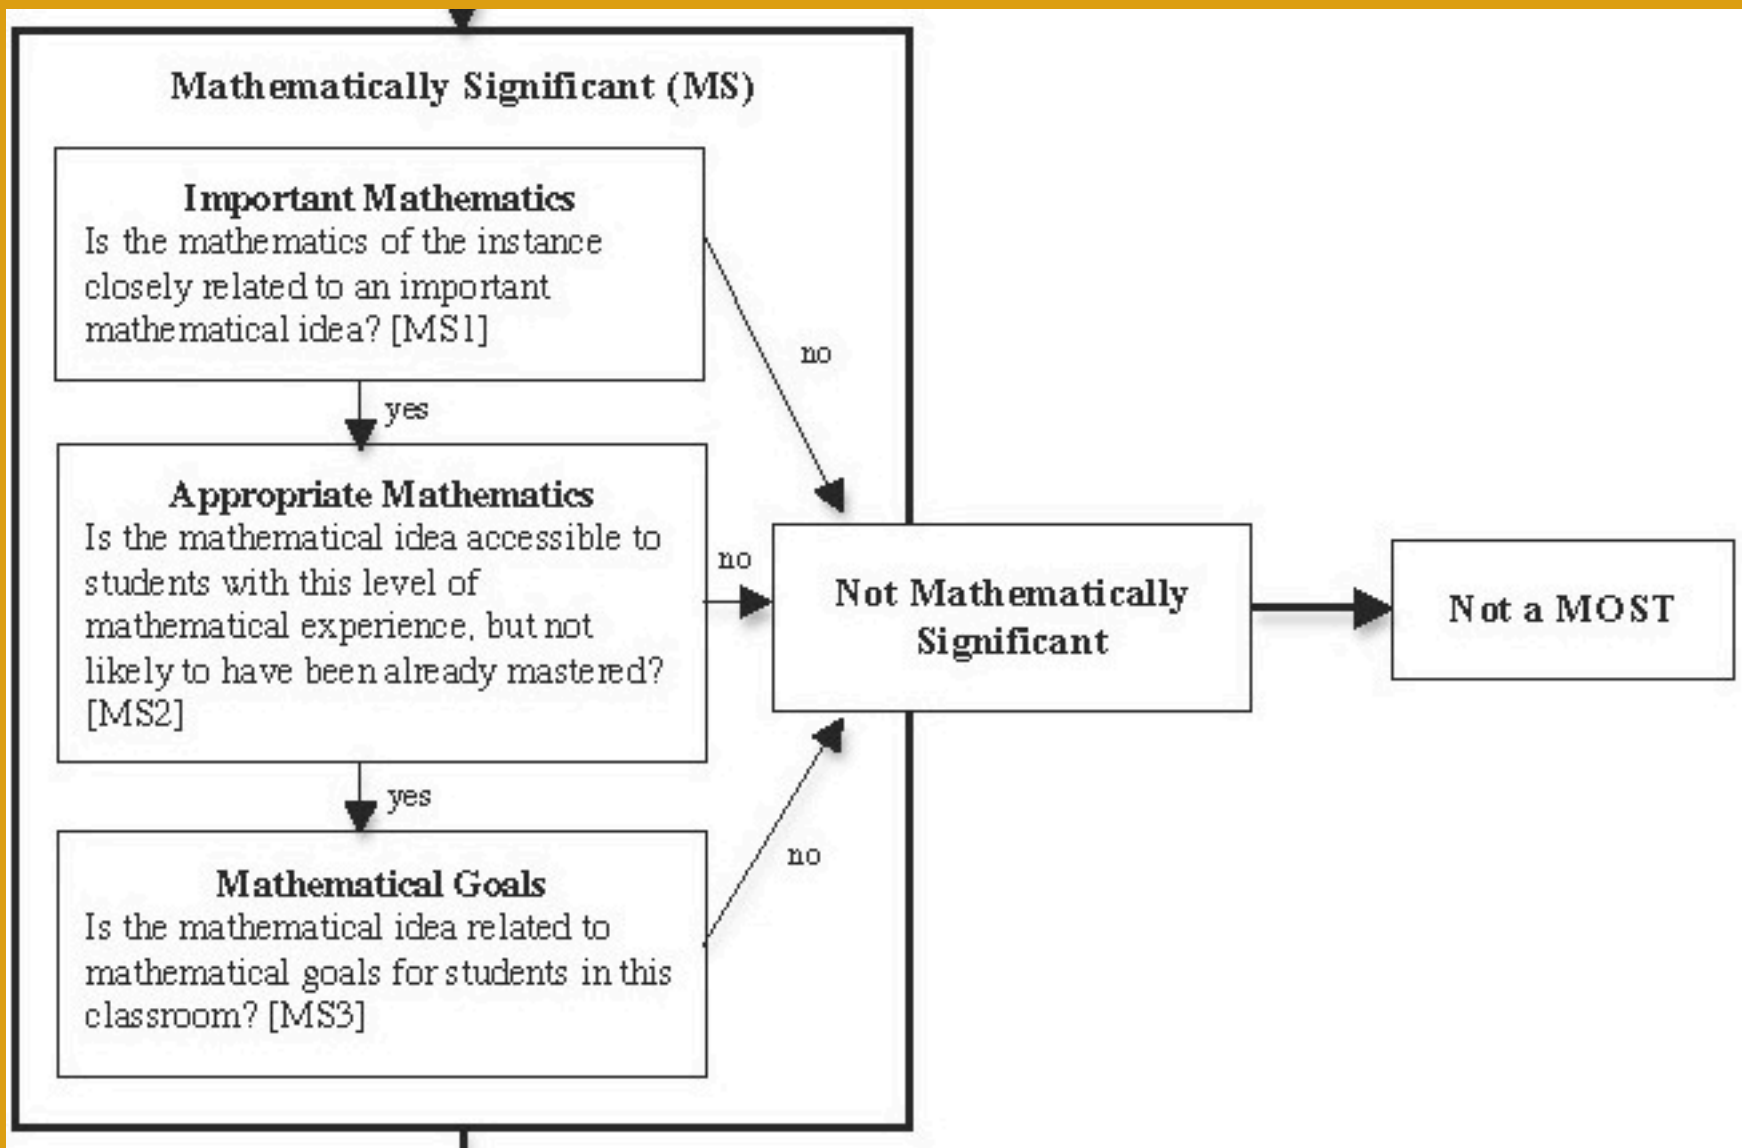 Mathematically Significant (MS)
Important Mathematics
Is the mathematics of the instance
closely related to an important
mathematical idea? [MS1]
no
yes
Appropriate Mathematics
Is the mathematical idea accessible to
students with this level of
mathematical experience, but not
likely to have been already mastered?
[MS2]
no
Not Mathematically
Significant
Not a MOST
yes
no
Mathematical Goals
Is the mathematical idea related to
mathematical goals for students in this
classroom? [MS3]